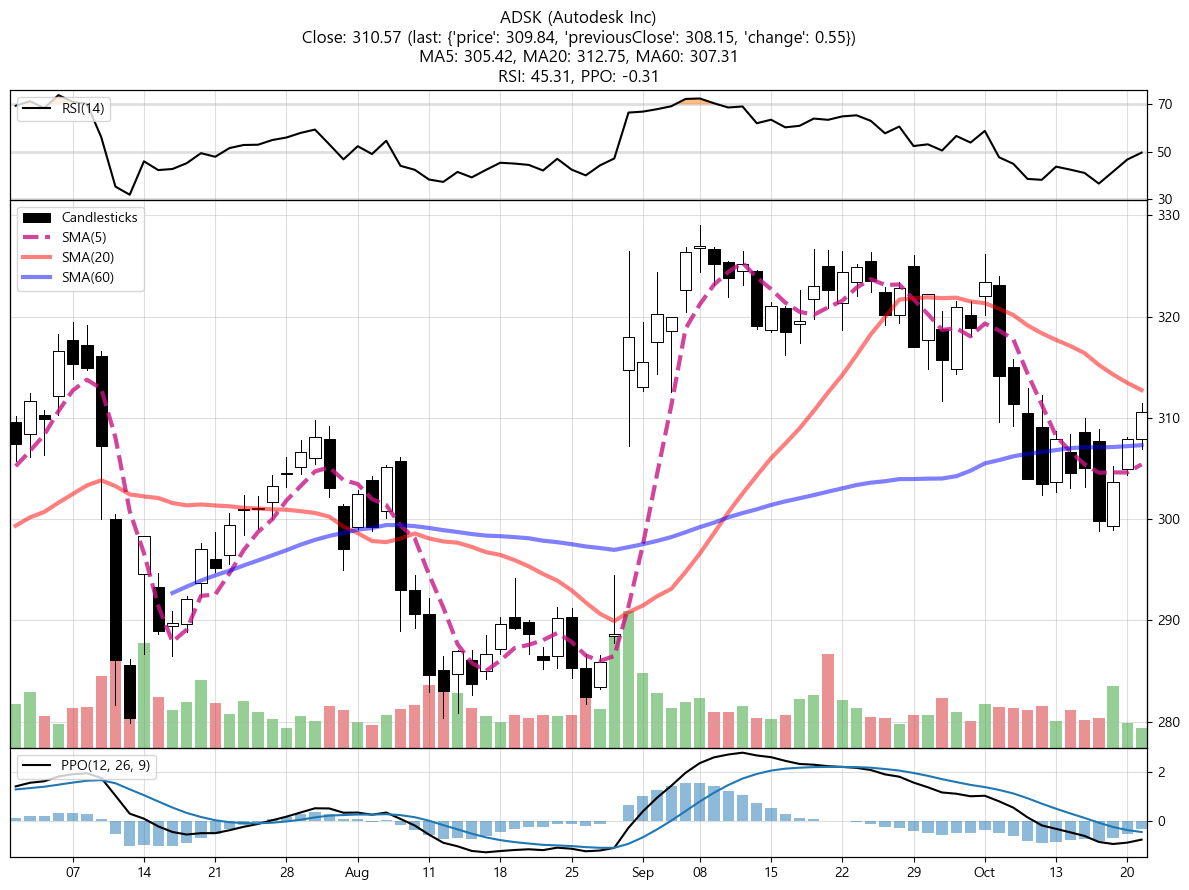 ADSK (Autodesk Inc)
Close: 310.57 (last: {'price': 309.84, 'previousClose': 308.15, 'change': 0.55})
MA5: 305.42, MA20: 312.75, MA60: 307.31
RSI: 45.31, PPO: -0.31
RSI(14)
70
50
30
Candlesticks
SMA(5)
SMA(20)
SMA(60)
330
320
310
300
290
280
PPO(12, 26, 9)
2
0
07 14 21 28 Aug 11 18 25 Sep 08 15 22 29 Oct 13 20